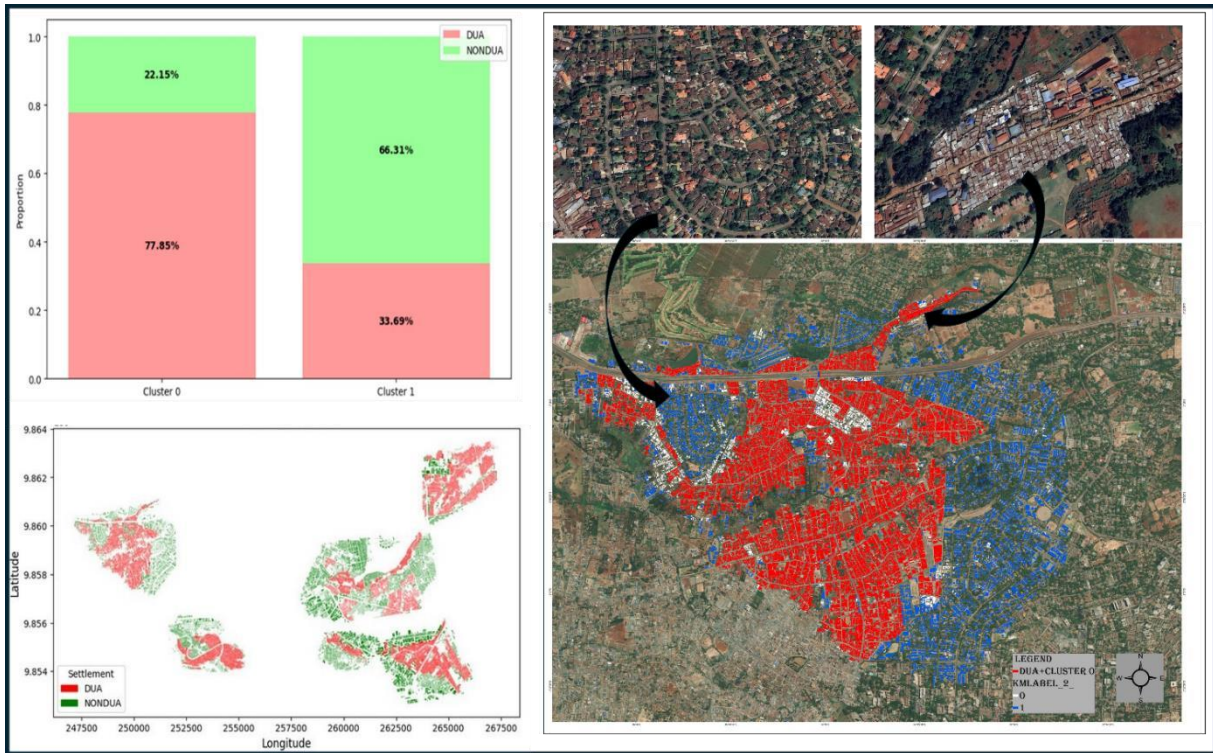 DUA
NONDUA
1.0
0.8
0.6
0.4
0.2
0.0
Proportion
22.15%
77.85%
66.31%
33.69%
Cluster 0
Cluster 1
9.864
9.862
9.860
9.858
9.856
9.854
Latitude
Settlement
DUA
NONDUA
247500
250000
252500
255000
257500
260000
262500
265000
267500
Longitude
LEGEND
DUA+CLUSTER 0
KMLABEL_2_
0
1
N
W
E